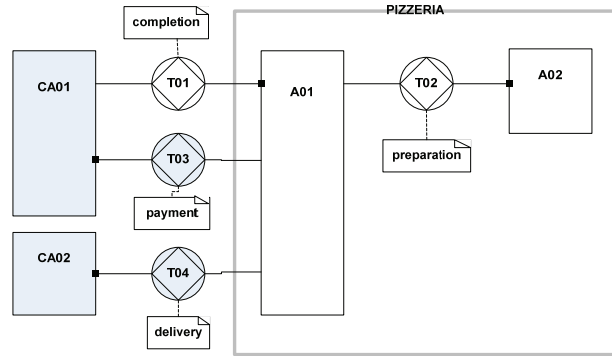 PIZZERIA
completion
CA01
T01
A01
T02
A02
T03
preparation
payment
CA02
T04
delivery